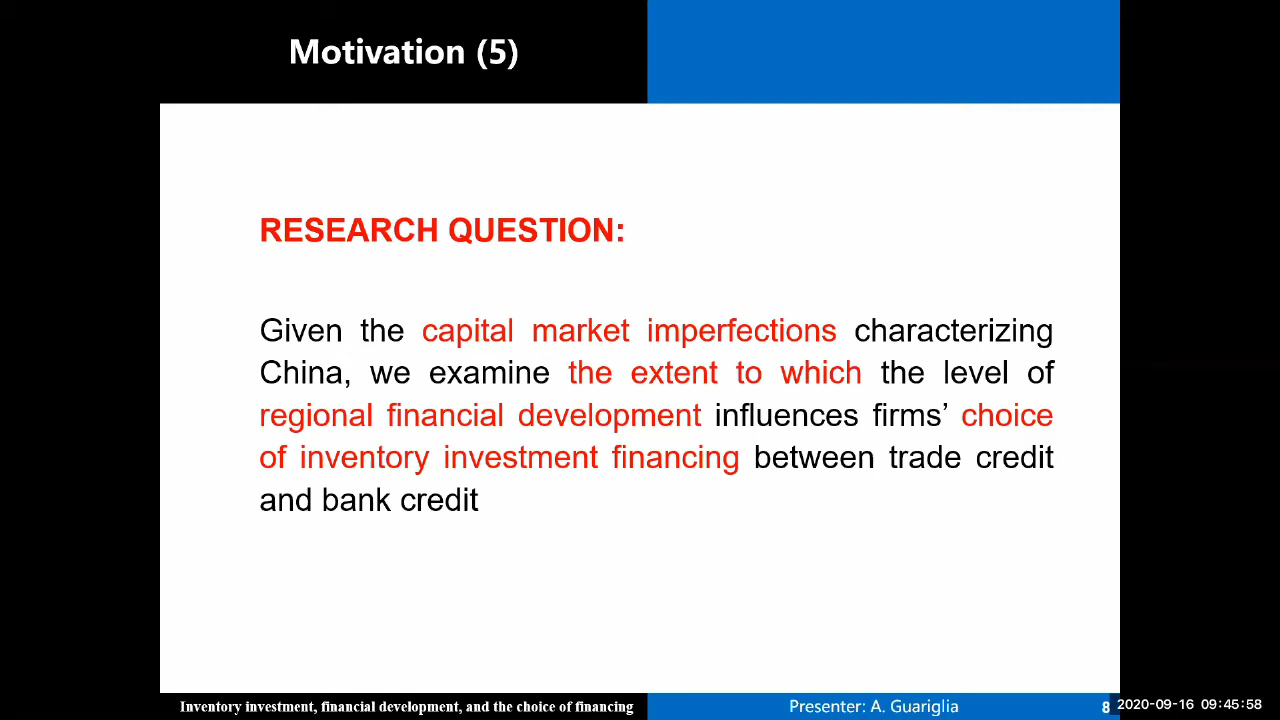 Motivation (5)
RESEARCH QUESTION:
Given the capital market imperfections characterizing
China, we examine the extent to which the level of
regional financial development influences firms’ choice
of inventory investment financing between trade credit
and bank credit
Inventory investment, financial development, and the choice of financing
Presenter: A. Guariglia
8
2020-09-16 09:45:58